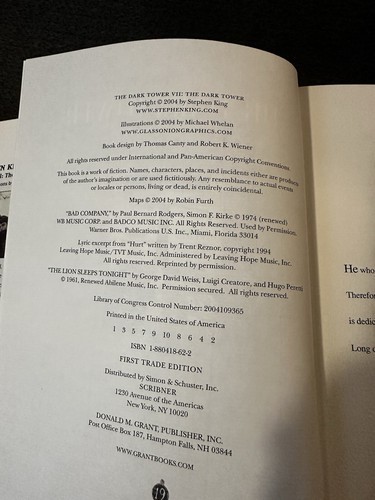 THE DARK TOWER VII: THE DARK TOWER
Copyright © 2004 by Stephen King
WWW.STEPHENKING.COM
Illustrations © 2004 by Michael Whelan
WWW.GLASSONIONGRAPHICS.COM
Book design by Thomas Canty and Robert K. Wiener
All rights reserved under International and Pan-American Copyright Conventions.
This book is a work of fiction. Names, characters, places, and incidents either are products
of the author's imagination or are used fictitiously. Any resemblance to actual events
or locales or persons, living or dead, is entirely coincidental.
Maps © 2004 by Robin Furth
"BAD COMPANY," by Paul Bernard Rodgers, Simon F. Kirke © 1974 (renewed)
WB MUSIC CORP. and BADCO MUSIC INC. All Rights Reserved. Used by Permission.
Warner Bros. Publications U.S. Inc., Miami, Florida 33014
Lyric excerpt from "Hurt" written by Trent Reznor, copyright 1994
Leaving Hope Music/TVT Music, Inc. Administered by Leaving Hope Music, Inc.
All rights reserved. Reprinted by permission.
"THE LION SLEEPS TONIGHT" by George David Weiss, Luigi Creatore, and Hugo Peretti
© 1961, Renewed Abilene Music, Inc. Permission secured. All rights reserved.
Library of Congress Control Number: 2004109365
Printed in the United States of America
1 3 5 7 9 10 8 6 4 2
ISBN 1-880418-62-2
FIRST TRADE EDITION
Distributed by Simon & Schuster, Inc.
SCRIBNER
1230 Avenue of the Americas
New York, NY 10020
DONALD M. GRANT, PUBLISHER, INC.
Post Office Box 187, Hampton Falls, NH 03844
WWW.GRANTBOOKS.COM
19
He who
Therefo
is dedic
Long d